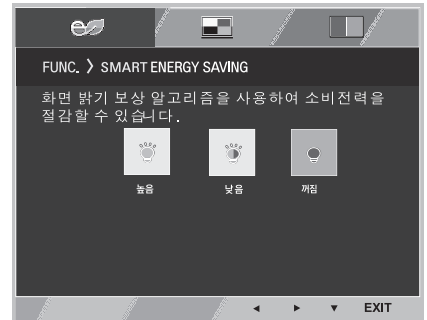 FUNC. > SMART ENERGY SAVING
화면 밝기 보상 알고리즘을 사용하여 소비전력을
절감할 수 있습니다.
높음 낮음 꺼짐
EXIT